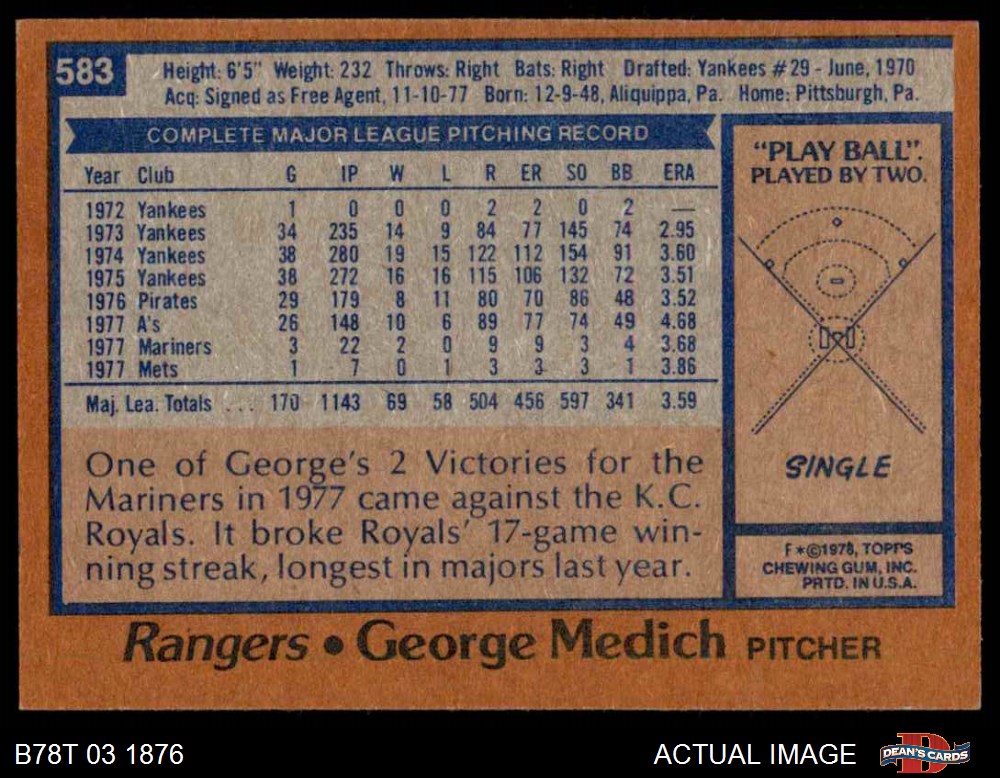 583
Height: 6'5" Weight: 232 Throws: Right Bats: Right Drafted: Yankees #29 - June, 1970
Acq: Signed as Free Agent, 11-10-77 Born: 12-9-48, Aliquippa, Pa. Home: Pittsburgh, Pa.
COMPLETE MAJOR LEAGUE PITCHING RECORD
Year Club G IP W L R ER SO BB ERA
1972 Yankees 1 0 0 0 2 2 0 2 —
1973 Yankees 34 235 14 9 84 77 145 74 2.95
1974 Yankees 38 280 19 15 122 112 154 91 3.60
1975 Yankees 38 272 16 16 115 106 132 72 3.51
1976 Pirates 29 179 8 11 80 70 86 48 3.52
1977 A's 26 148 10 6 89 77 74 49 4.68
1977 Mariners 3 22 2 0 9 9 3 4 3.68
1977 Mets 1 7 0 1 3 3 3 1 3.86
Maj. Lea. Totals . . . 170 1143 69 58 504 456 597 341 3.59
One of George's 2 Victories for the
Mariners in 1977 came against the K.C.
Royals. It broke Royals' 17-game win-
ning streak, longest in majors last year.
"PLAY BALL".
PLAYED BY TWO.
SINGLE
F*©1978, TOPPS
CHEWING GUM, INC.
PRTD. IN U.S.A.
Rangers • George Medich PITCHER
B78T 03 1876
ACTUAL IMAGE
DEAN'S CARDS